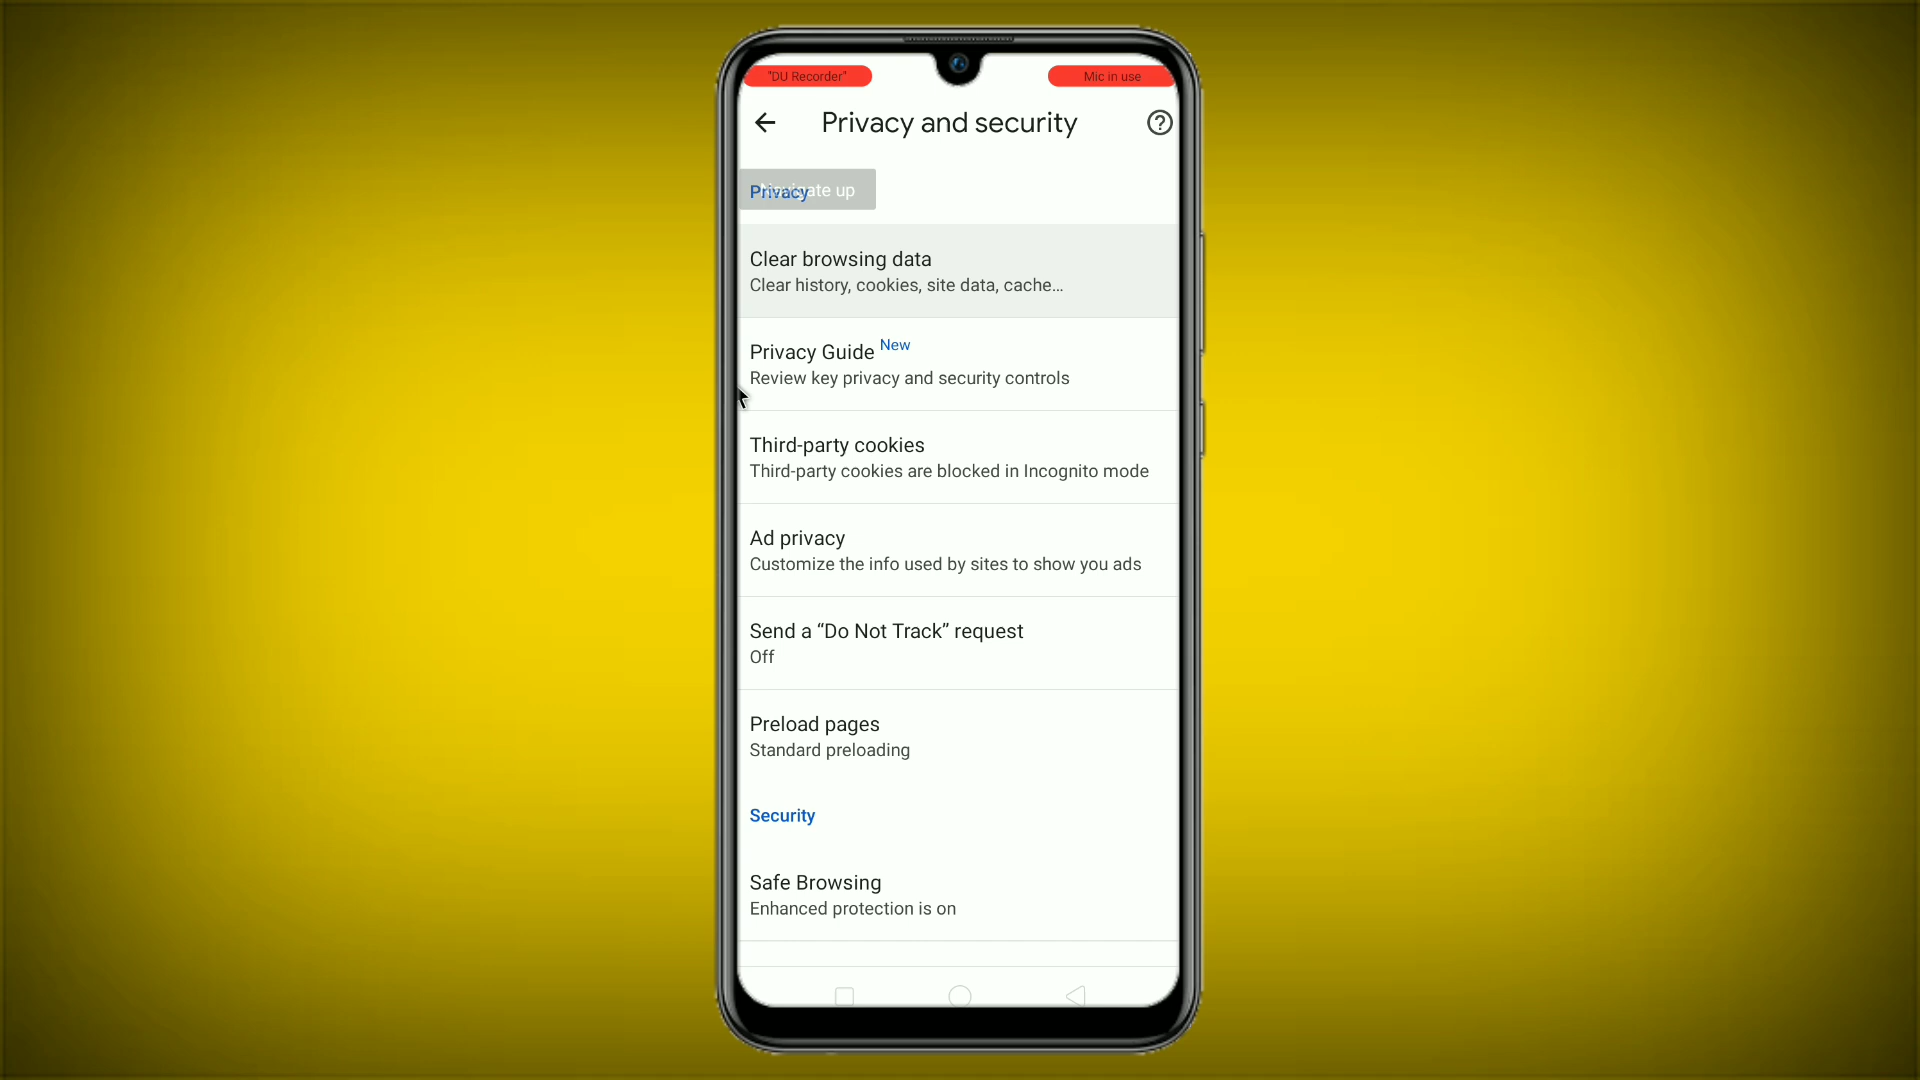 "DU Recorder"
Mic in use
Privacy and security
Privacy
Navigate up
Clear browsing data
Clear history, cookies, site data, cache...
Privacy Guide New
Review key privacy and security controls
Third-party cookies
Third-party cookies are blocked in Incognito mode
Ad privacy
Customize the info used by sites to show you ads
Send a “Do Not Track” request
Off
Preload pages
Standard preloading
Security
Safe Browsing
Enhanced protection is on